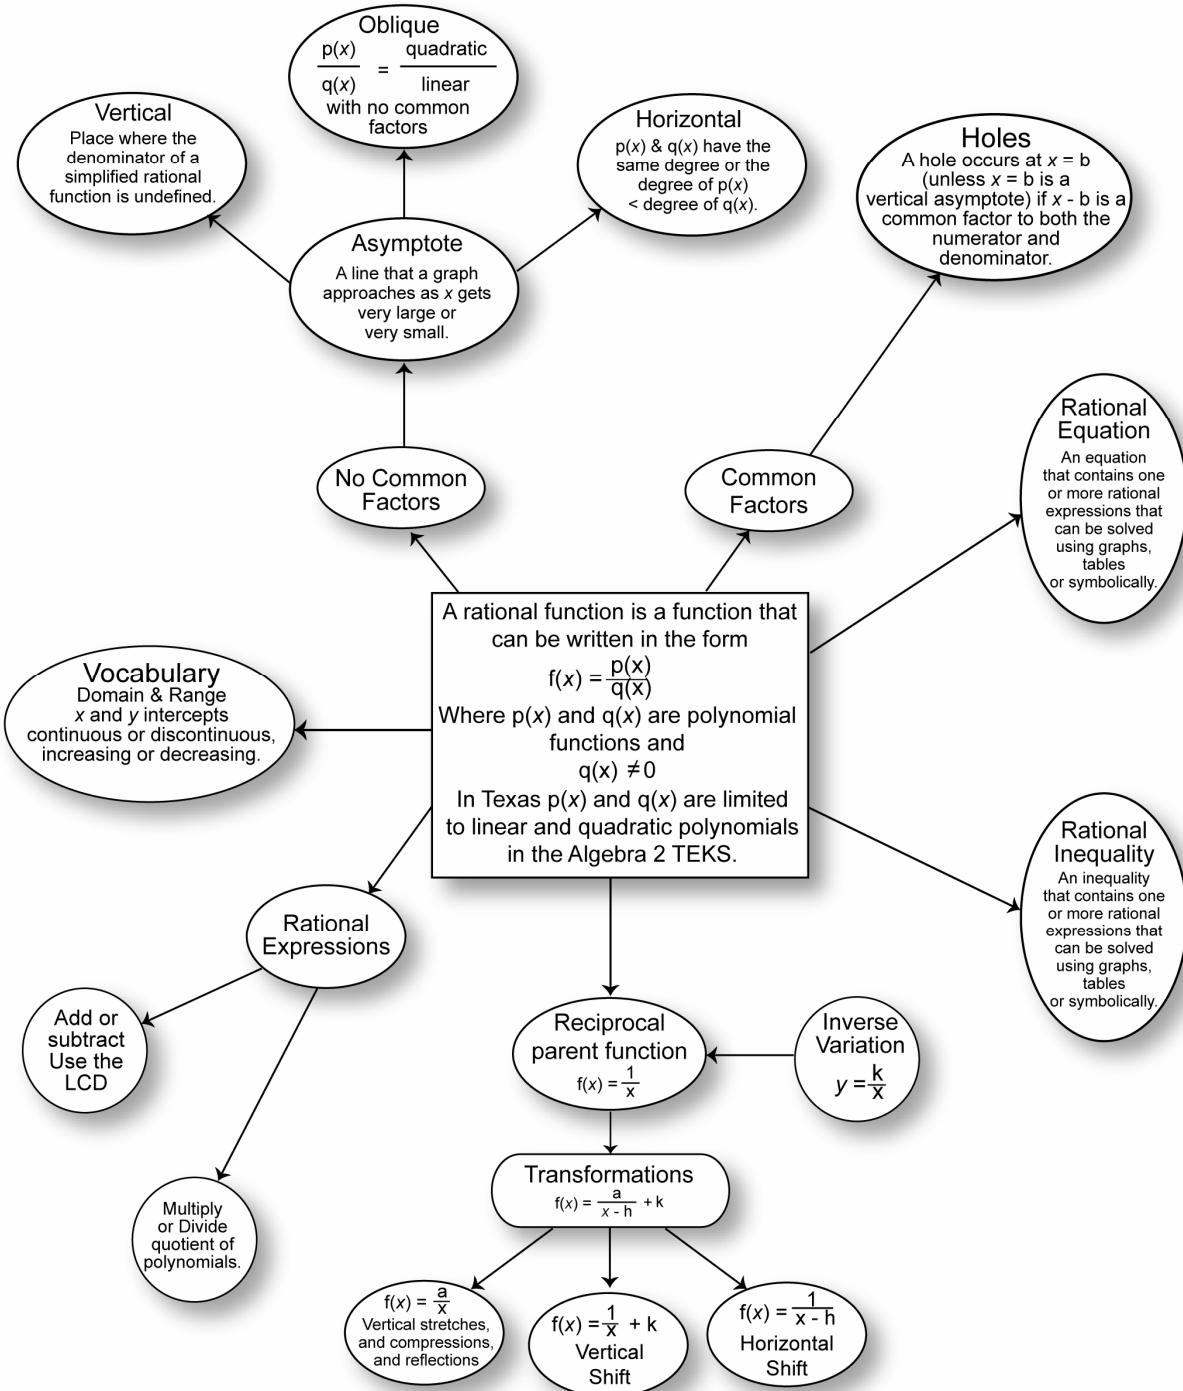 Oblique
p(x)/q(x) = quadratic/linear
with no common
factors
Vertical
Place where the
denominator of a
simplified rational
function is undefined.
Horizontal
p(x) & q(x) have the
same degree or the
degree of p(x)
< degree of q(x).
Holes
A hole occurs at x = b
(unless x = b is a
vertical asymptote) if x - b is a
common factor to both the
numerator and
denominator.
Asymptote
A line that a graph
approaches as x gets
very large or
very small.
No Common
Factors
Common
Factors
Rational
Equation
An equation
that contains one
or more rational
expressions that
can be solved
using graphs,
tables
or symbolically.
A rational function is a function that
can be written in the form
f(x) = p(x)/q(x)
Where p(x) and q(x) are polynomial
functions and
q(x) ≠ 0
In Texas p(x) and q(x) are limited
to linear and quadratic polynomials
in the Algebra 2 TEKS.
Vocabulary
Domain & Range
x and y intercepts
continuous or discontinuous,
increasing or decreasing.
Rational
Inequality
An inequality
that contains one
or more rational
expressions that
can be solved
using graphs,
tables
or symbolically.
Rational
Expressions
Add or
subtract
Use the
LCD
Multiply
or Divide
quotient of
polynomials.
Reciprocal
parent function
f(x) = 1/x
Inverse
Variation
y = k/x
Transformations
f(x) = a/(x - h) + k
f(x) = a/x
Vertical stretches,
and compressions,
and reflections
f(x) = 1/x + k
Vertical
Shift
f(x) = 1/(x - h)
Horizontal
Shift